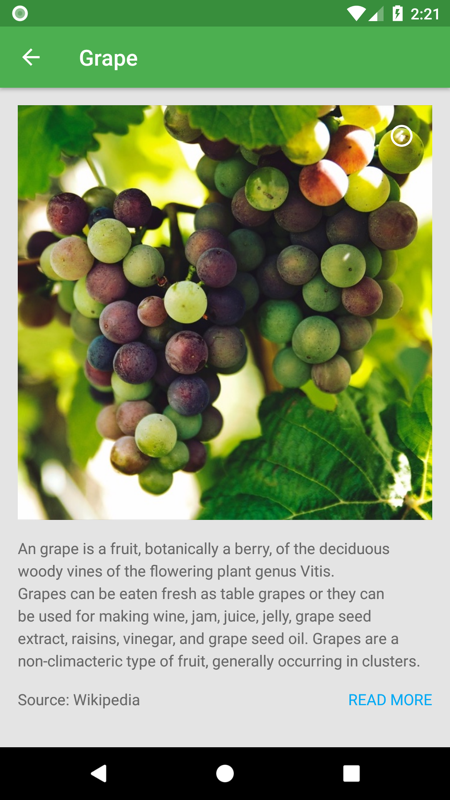 2:21
Grape
An grape is a fruit, botanically a berry, of the deciduous
woody vines of the flowering plant genus Vitis.
Grapes can be eaten fresh as table grapes or they can
be used for making wine, jam, juice, jelly, grape seed
extract, raisins, vinegar, and grape seed oil. Grapes are a
non-climacteric type of fruit, generally occurring in clusters.
Source: Wikipedia READ MORE